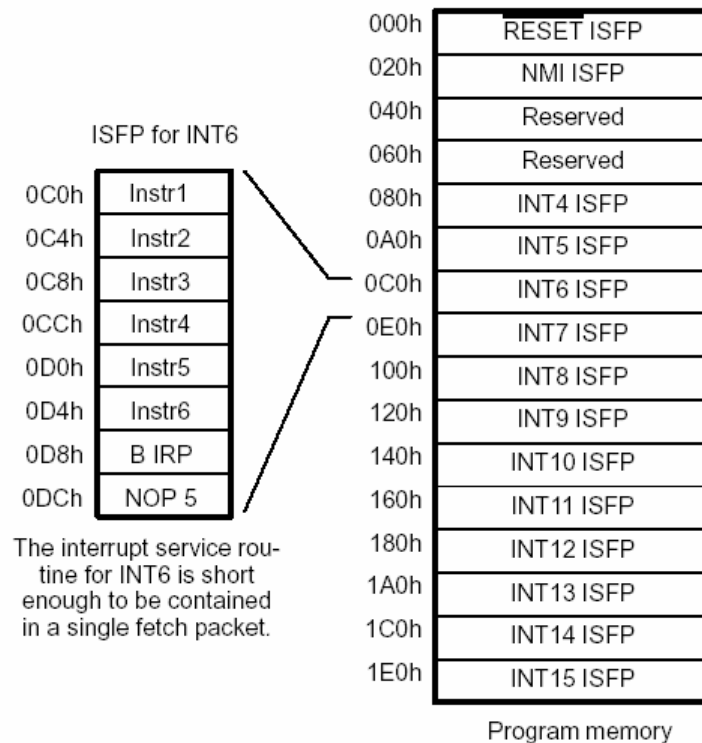 ISFP for INT6
0C0h Instr1
0C4h Instr2
0C8h Instr3
0CCh Instr4
0D0h Instr5
0D4h Instr6
0D8h B IRP
0DCh NOP 5
The interrupt service rou-
tine for INT6 is short
enough to be contained
in a single fetch packet.
000h RESET ISFP
020h NMI ISFP
040h Reserved
060h Reserved
080h INT4 ISFP
0A0h INT5 ISFP
0C0h INT6 ISFP
0E0h INT7 ISFP
100h INT8 ISFP
120h INT9 ISFP
140h INT10 ISFP
160h INT11 ISFP
180h INT12 ISFP
1A0h INT13 ISFP
1C0h INT14 ISFP
1E0h INT15 ISFP
Program memory